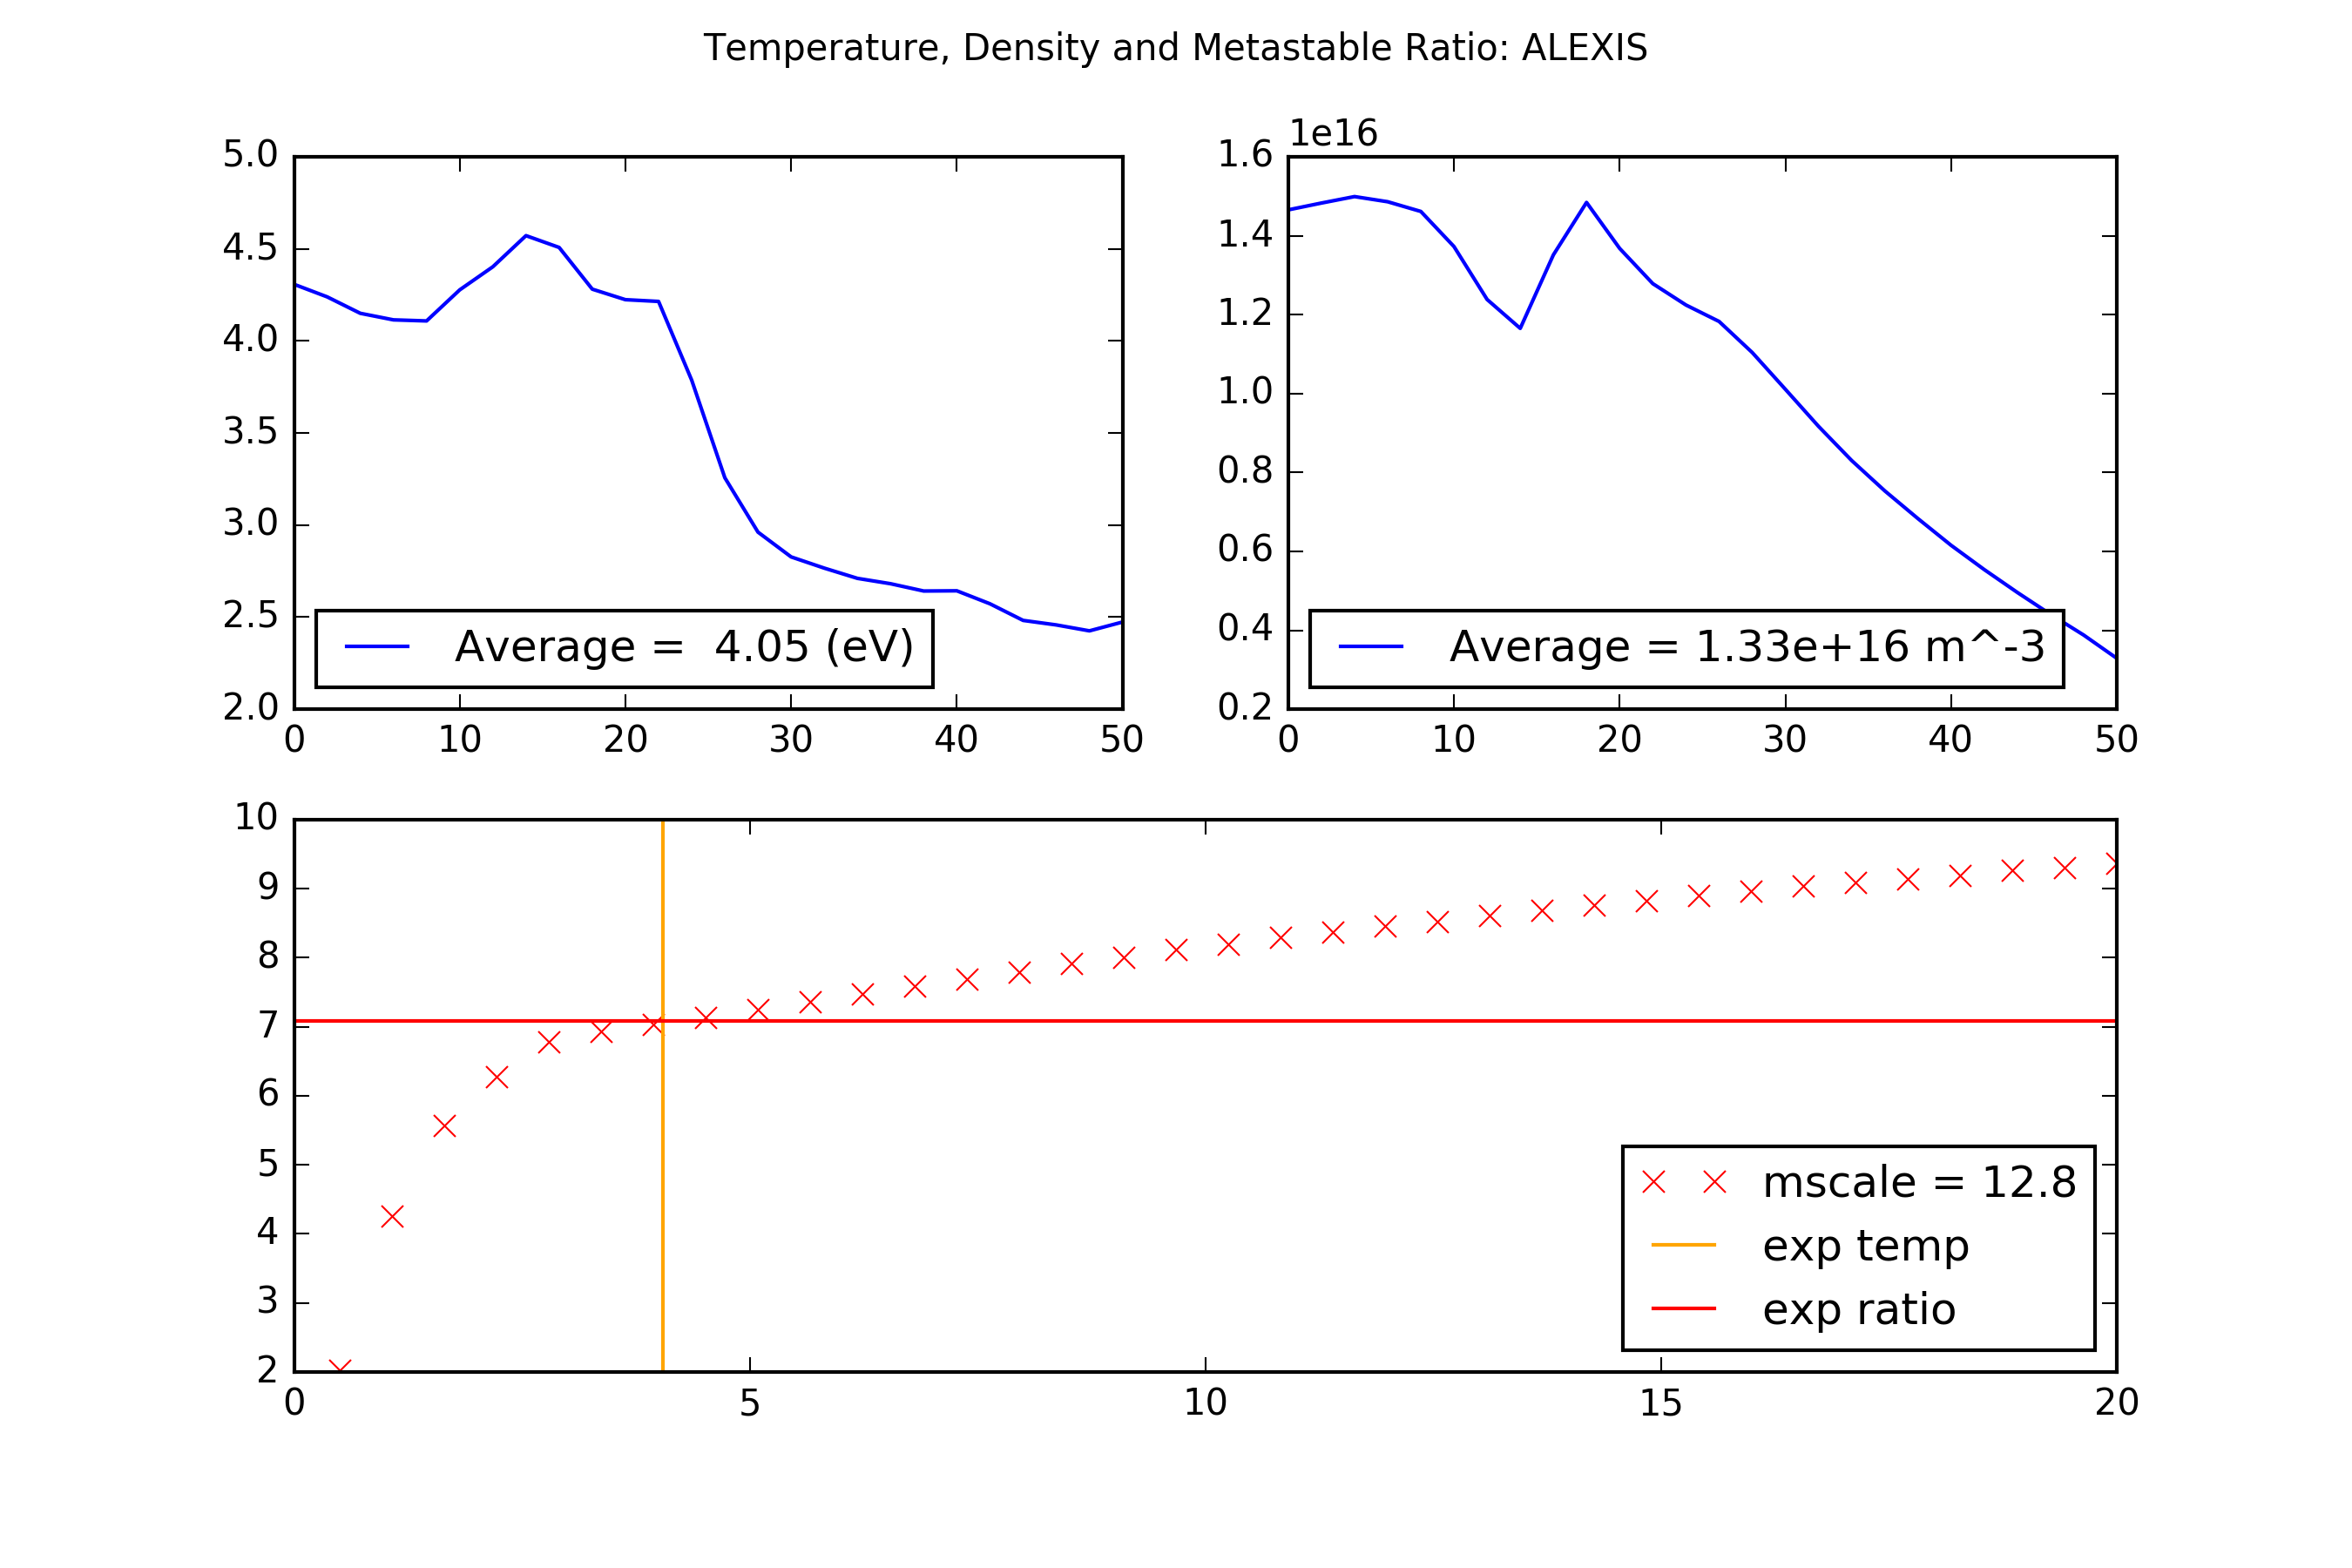 Temperature, Density and Metastable Ratio: ALEXIS
5.0
4.5
4.0
3.5
3.0
2.5
2.0
0 10 20 30 40 50
Average =  4.05 (eV)
1e16
1.6
1.4
1.2
1.0
0.8
0.6
0.4
0.2
0 10 20 30 40 50
Average = 1.33e+16 m^-3
10
9
8
7
6
5
4
3
2
0 5 10 15 20
mscale = 12.8
exp temp
exp ratio